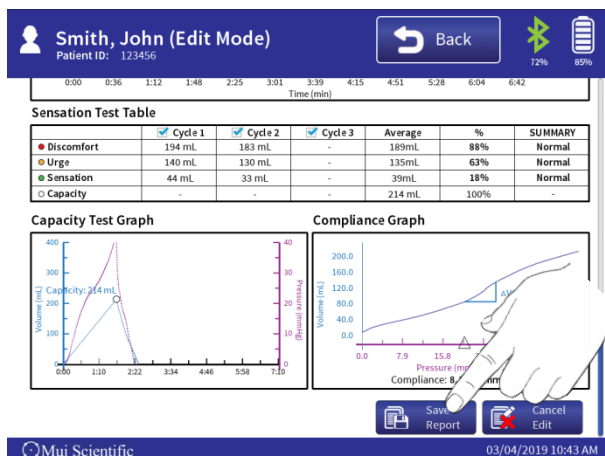 Smith, John (Edit Mode)
Patient ID: 123456
Back
72%
85%
0:00 0:36 1:12 1:48 2:25 3:01 3:39 4:15 4:51 5:28 6:04 6:42
Time (min)
Sensation Test Table
Cycle 1 Cycle 2 Cycle 3 Average % SUMMARY
Discomfort 194 mL 183 mL - 189mL 88% Normal
Urge 140 mL 130 mL - 135mL 63% Normal
Sensation 44 mL 33 mL - 39mL 18% Normal
Capacity - - - 214 mL 100% -
Capacity Test Graph
400
300
200
100
0
Volume (mL)
Capacity: 214 mL
40
30
20
10
0
Pressure (mmHg)
0:00 1:10 2:22 3:34 4:46 5:58 7:10
Compliance Graph
200.0
160.0
120.0
80.0
40.0
0.0
Volume (mL)
ΔV
0.0 7.9 15.8
Pressure
Compliance:
Save Report
Cancel Edit
Mui Scientific
03/04/2019 10:43 AM